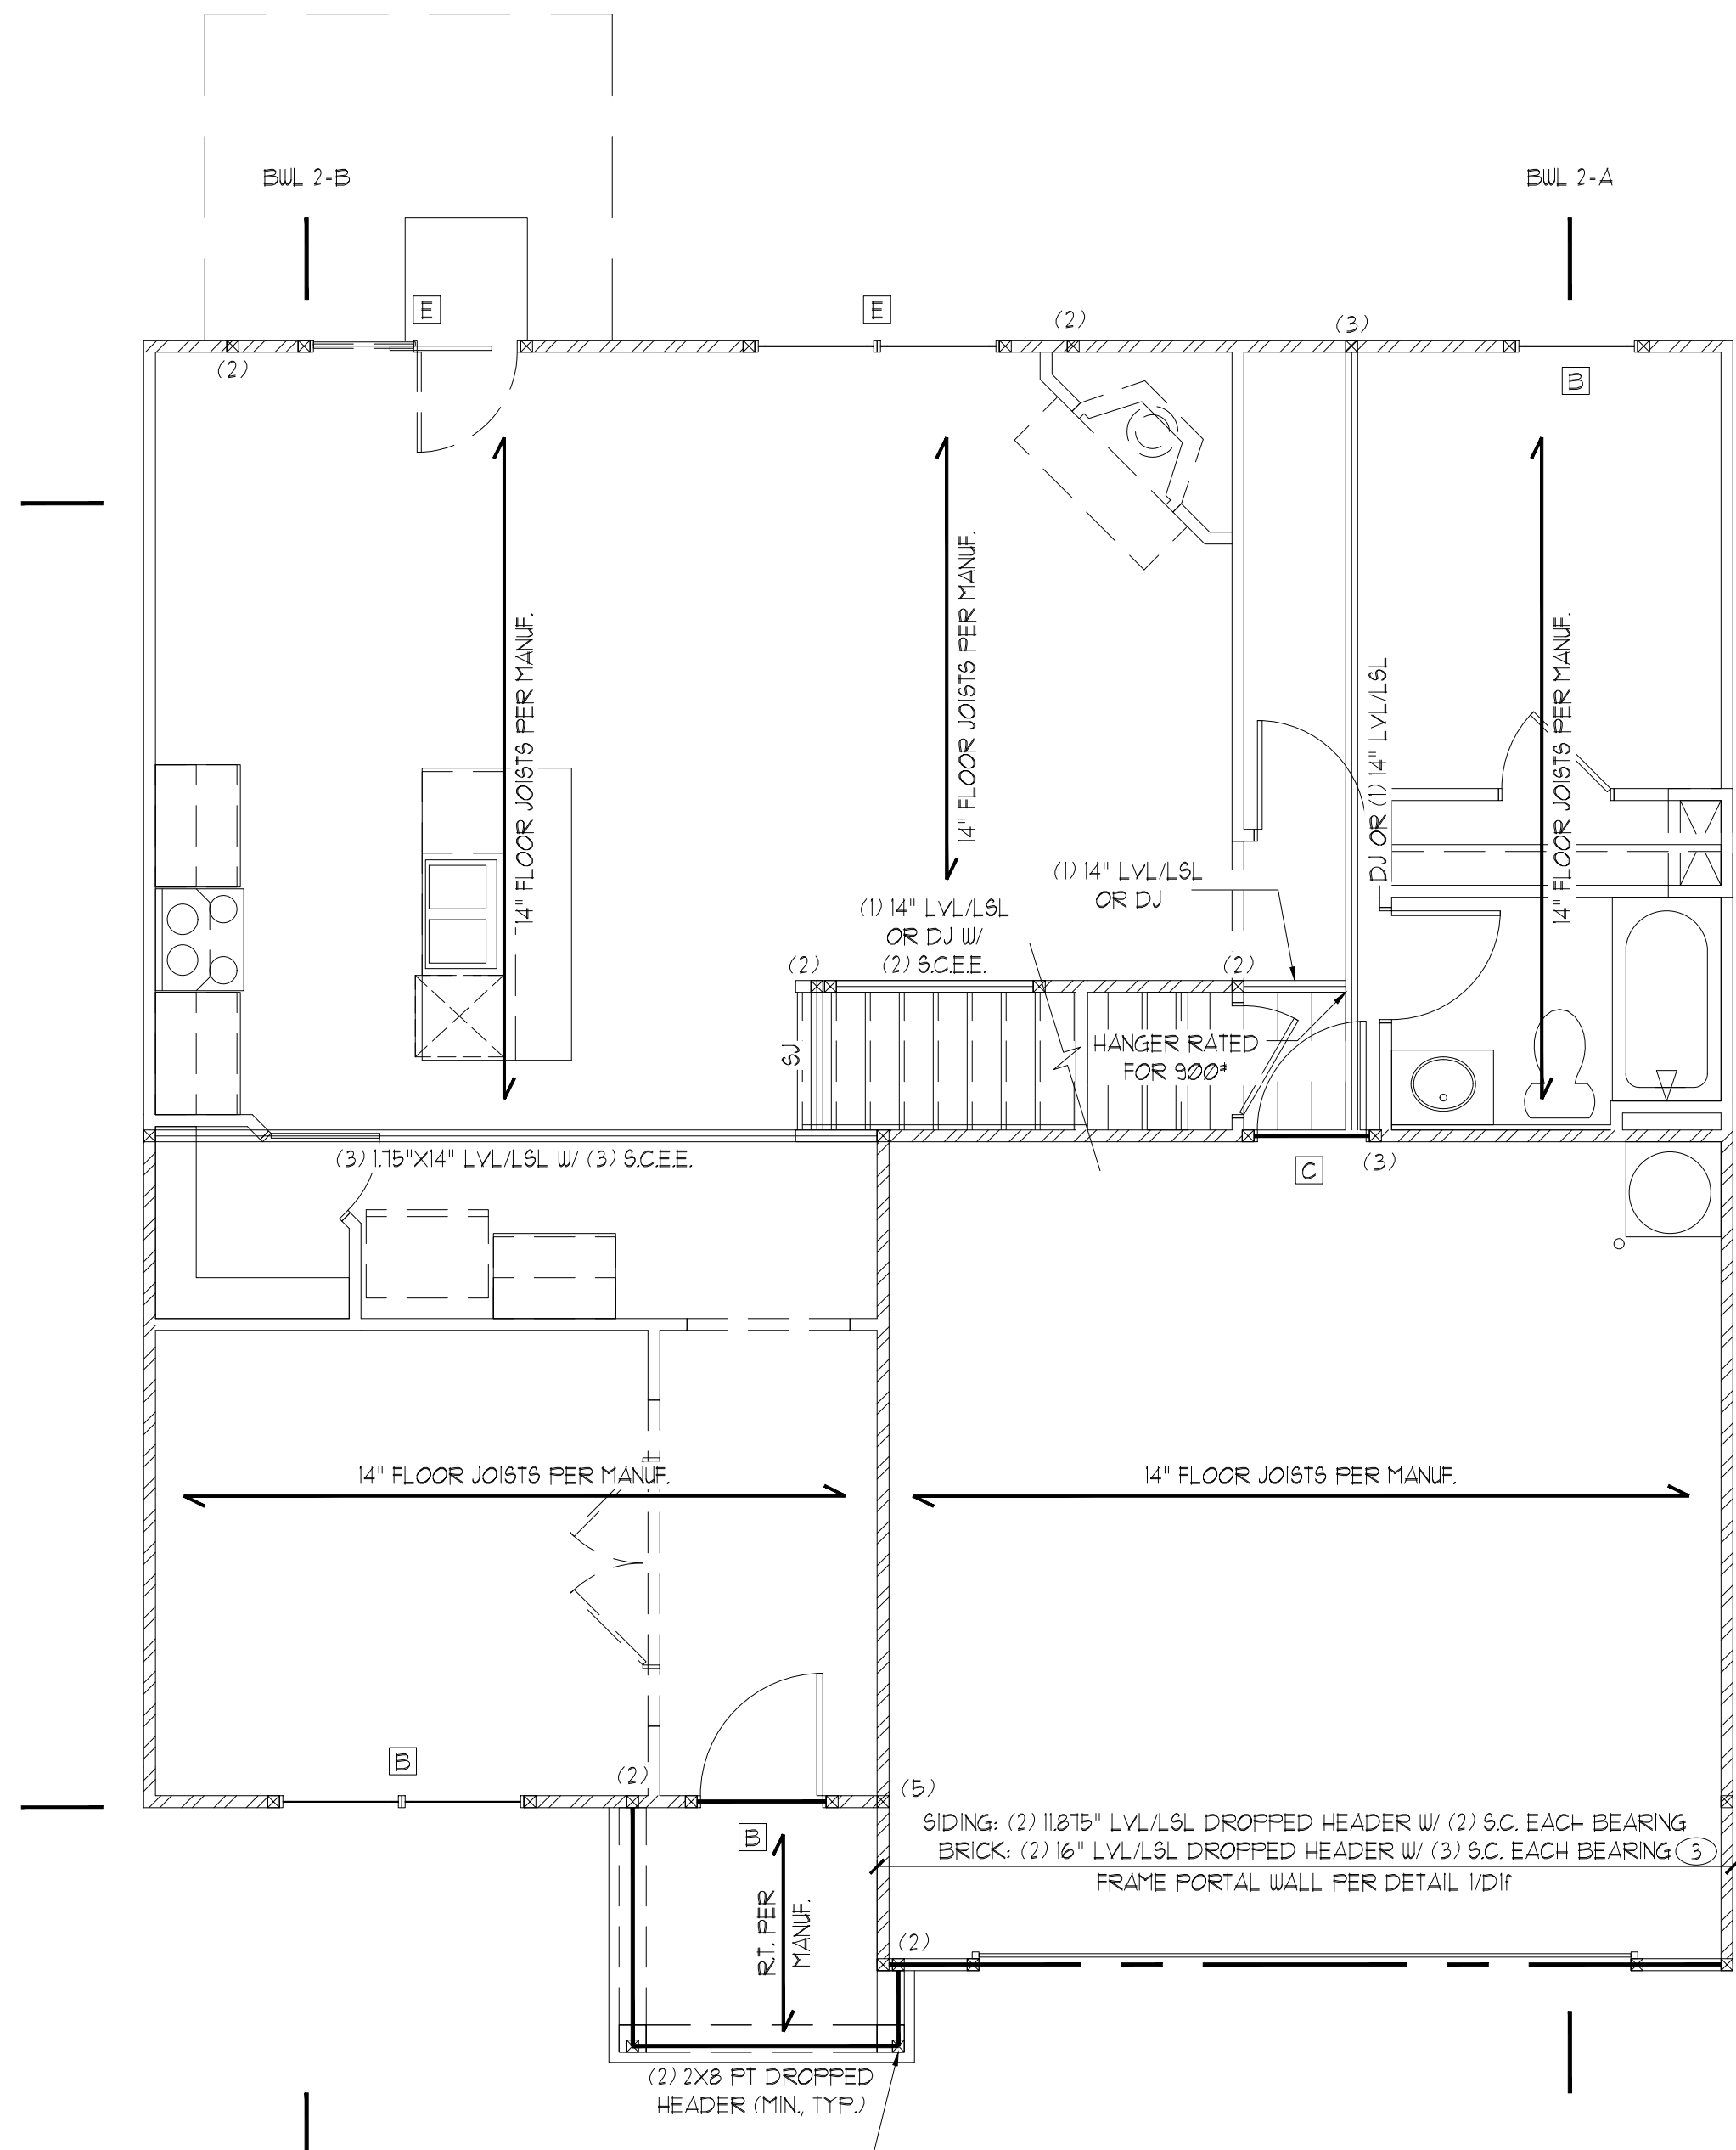 BWL 2-B
BWL 2-A
E
E
(2)
(3)
(2)
B
14" FLOOR JOISTS PER MANUF.
14" FLOOR JOISTS PER MANUF.
DJ OR (1) 14" LVL/LSL
14" FLOOR JOISTS PER MANUF.
(1) 14" LVL/LSL
OR DJ
(1) 14" LVL/LSL
OR DJ W/
(2) S.C.E.E.
(2)
(2)
SJ
HANGER RATED
FOR 900#
(3) 1.75"X14" LVL/LSL W/ (3) S.C.E.E.
C
(3)
14" FLOOR JOISTS PER MANUF.
14" FLOOR JOISTS PER MANUF.
B
(2)
(5)
SIDING: (2) 11.875" LVL/LSL DROPPED HEADER W/ (2) S.C. EACH BEARING
BRICK: (2) 16" LVL/LSL DROPPED HEADER W/ (3) S.C. EACH BEARING 3
FRAME PORTAL WALL PER DETAIL 1/D1f
B
R.T. PER
MANUF.
(2)
(2) 2X8 PT DROPPED
HEADER (MIN., TYP.)